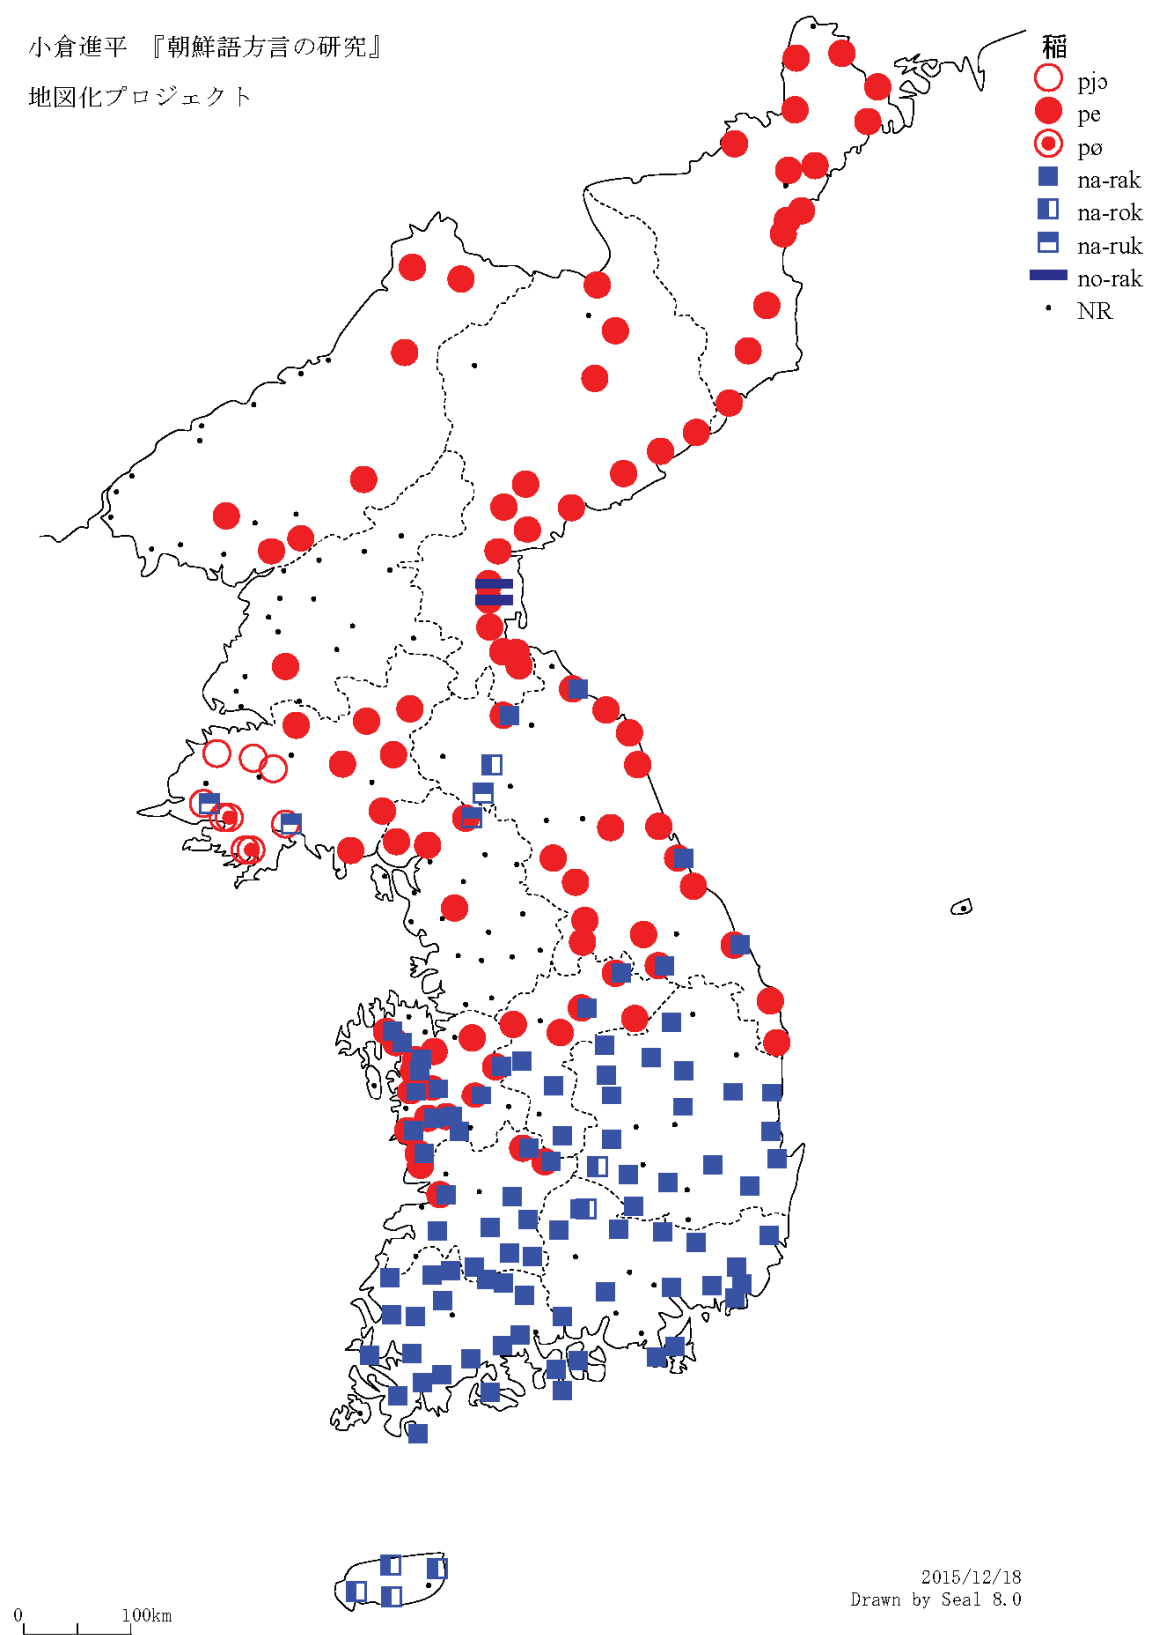 小倉進平 『朝鮮語方言の研究』
地図化プロジェクト
稲
pjɔ
pe
pø
na-rak
na-rok
na-ruk
no-rak
NR
2015/12/18
Drawn by Seal 8.0
0 100km